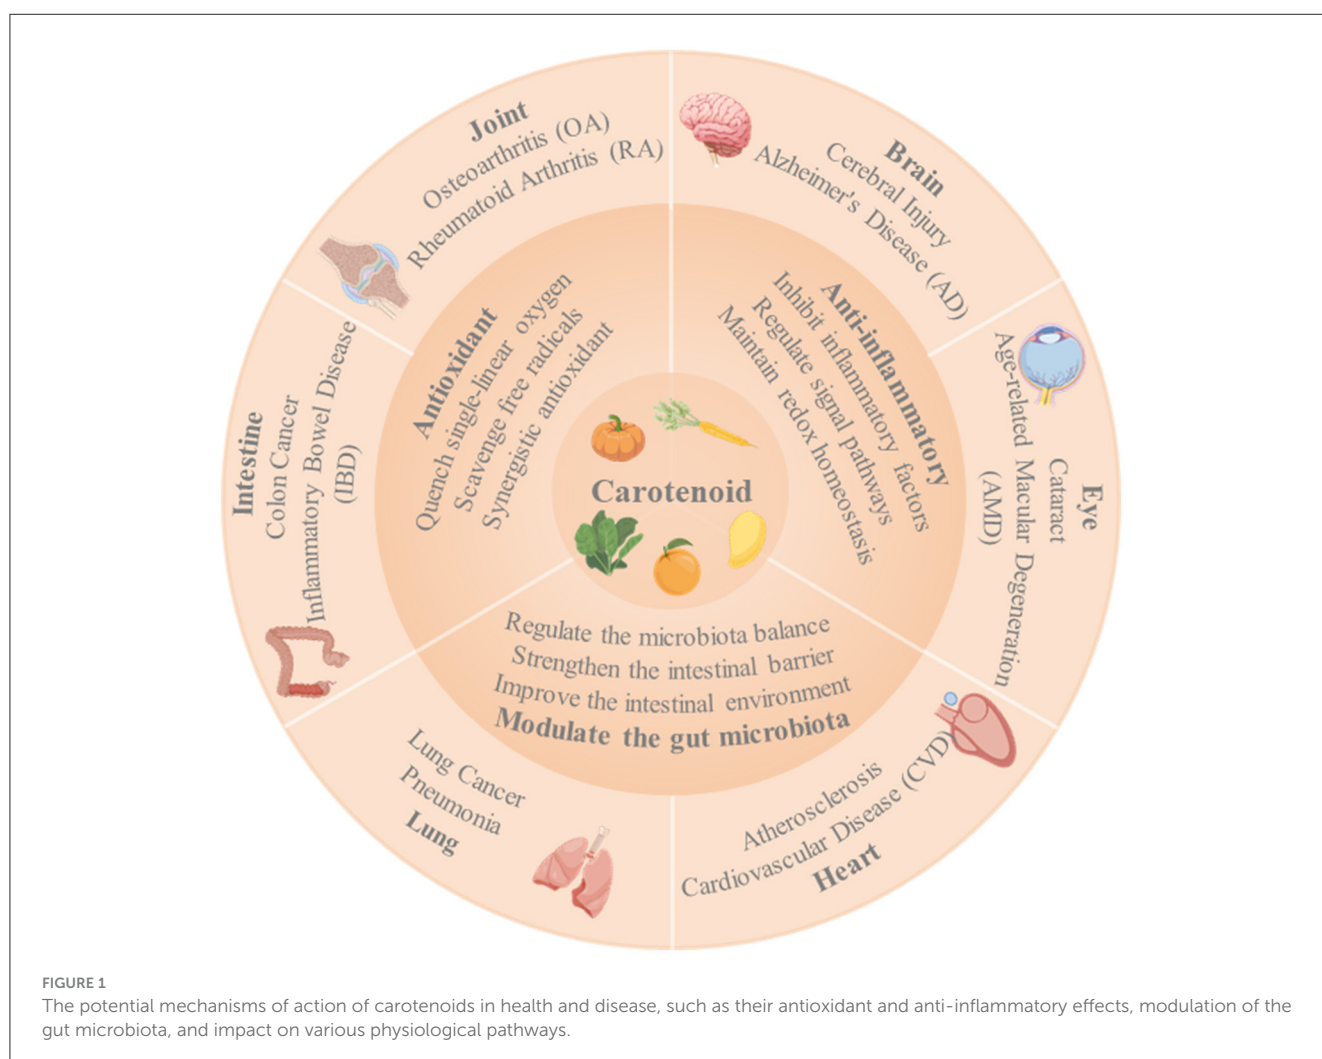 Joint
Osteoarthritis (OA)
Rheumatoid Arthritis (RA)
Brain
Cerebral Injury
Alzheimer's Disease (AD)
Eye
Cataract
Age-related Macular Degeneration
(AMD)
Atherosclerosis
Cardiovascular Disease (CVD)
Heart
Lung Cancer
Pneumonia
Lung
Intestine
Colon Cancer
Inflammatory Bowel Disease
(IBD)
Antioxidant
Quench single-linear oxygen
Scavenge free radicals
Synergistic antioxidant
Anti-inflammatory
Inhibit inflammatory factors
Regulate signal pathways
Maintain redox homeostasis
Regulate the microbiota balance
Strengthen the intestinal barrier
Improve the intestinal environment
Modulate the gut microbiota
Carotenoid
FIGURE 1
The potential mechanisms of action of carotenoids in health and disease, such as their antioxidant and anti-inflammatory effects, modulation of the
gut microbiota, and impact on various physiological pathways.